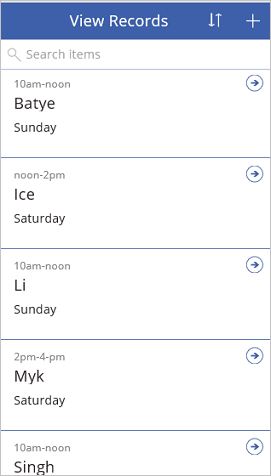 View Records
Search items
10am-noon
Batye
Sunday
noon-2pm
Ice
Saturday
10am-noon
Li
Sunday
2pm-4-pm
Myk
Saturday
10am-noon
Singh